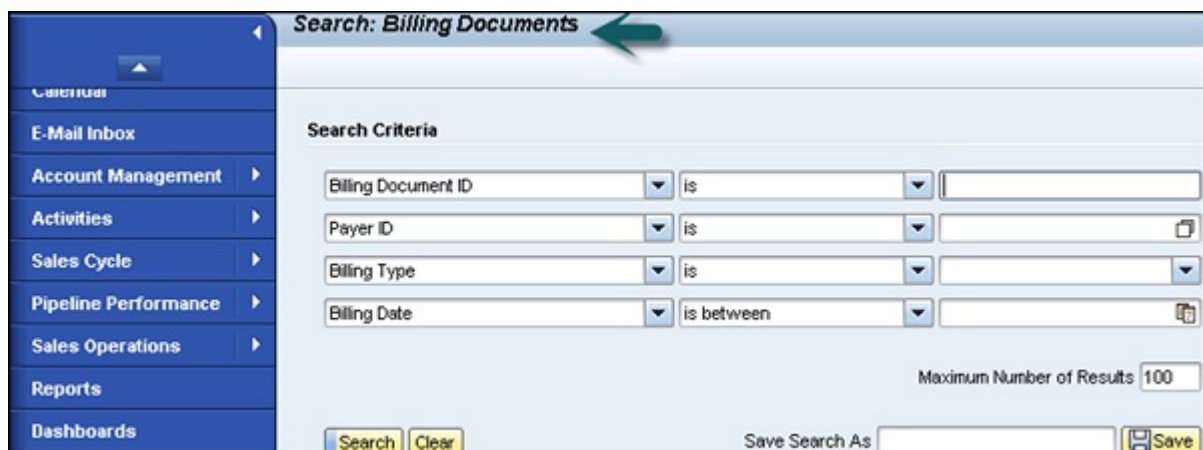 Search: Billing Documents
Calendar
E-Mail Inbox
Account Management
Activities
Sales Cycle
Pipeline Performance
Sales Operations
Reports
Dashboards
Search Criteria
Billing Document ID is
Payer ID is
Billing Type is
Billing Date is between
Maximum Number of Results 100
Search Clear Save Search As Save